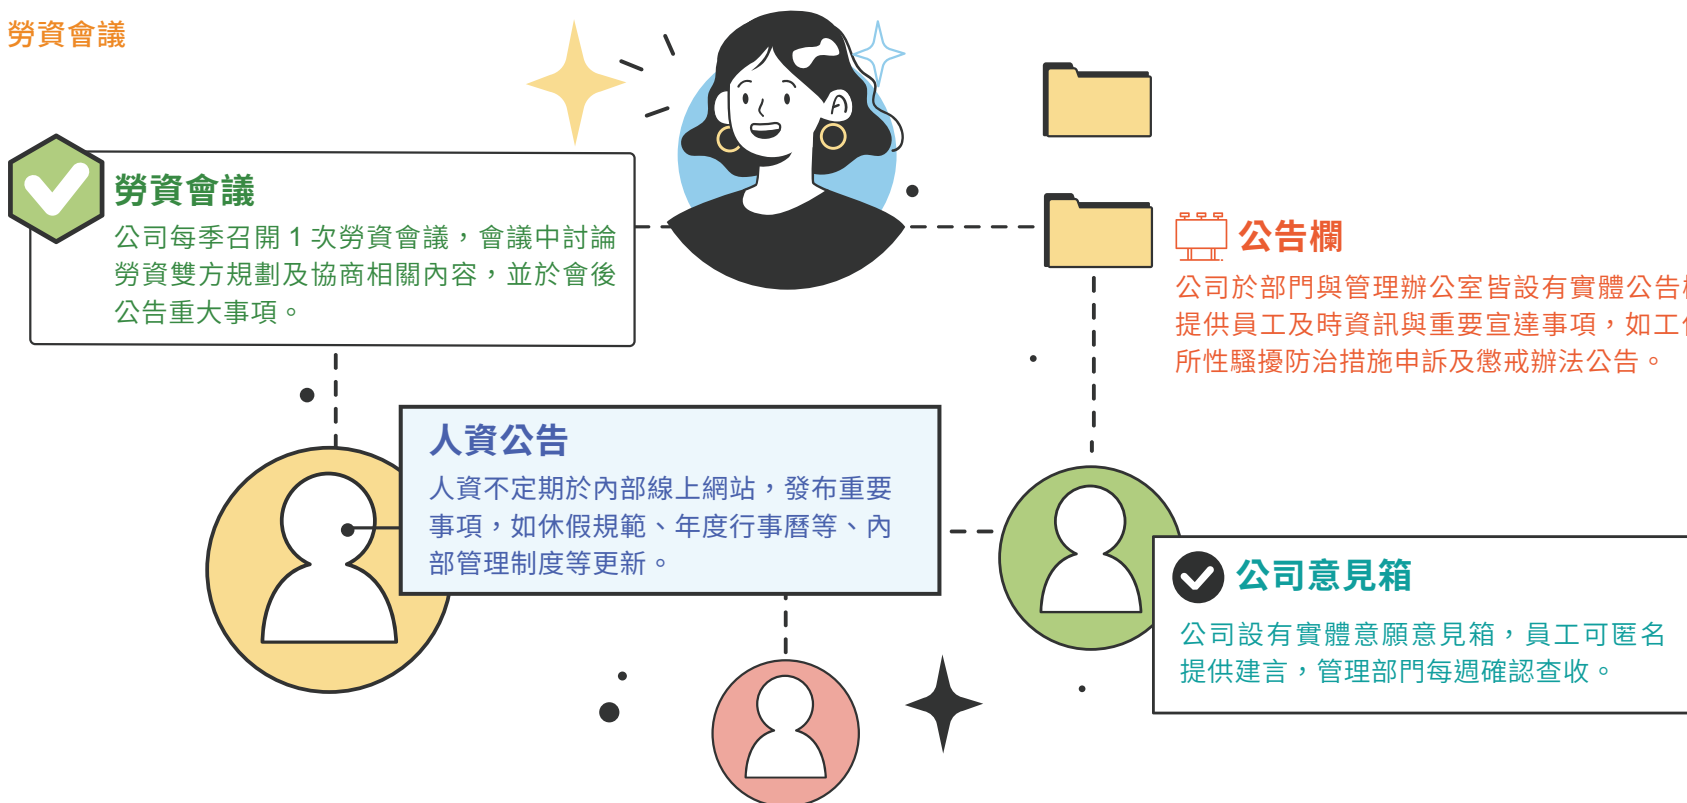 勞資會議
勞資會議
公司每季召開 1 次勞資會議，會議中討論
勞資雙方規劃及協商相關內容，並於會後
公告重大事項。
公告欄
公司於部門與管理辦公室皆設有實體公告
提供員工及時資訊與重要宣達事項，如工
所性騷擾防治措施申訴及懲戒辦法公告。
人資公告
人資不定期於內部線上網站，發布重要
事項，如休假規範、年度行事曆等、內
部管理制度等更新。
公司意見箱
公司設有實體意願意見箱，員工可匿名
提供建言，管理部門每週確認查收。